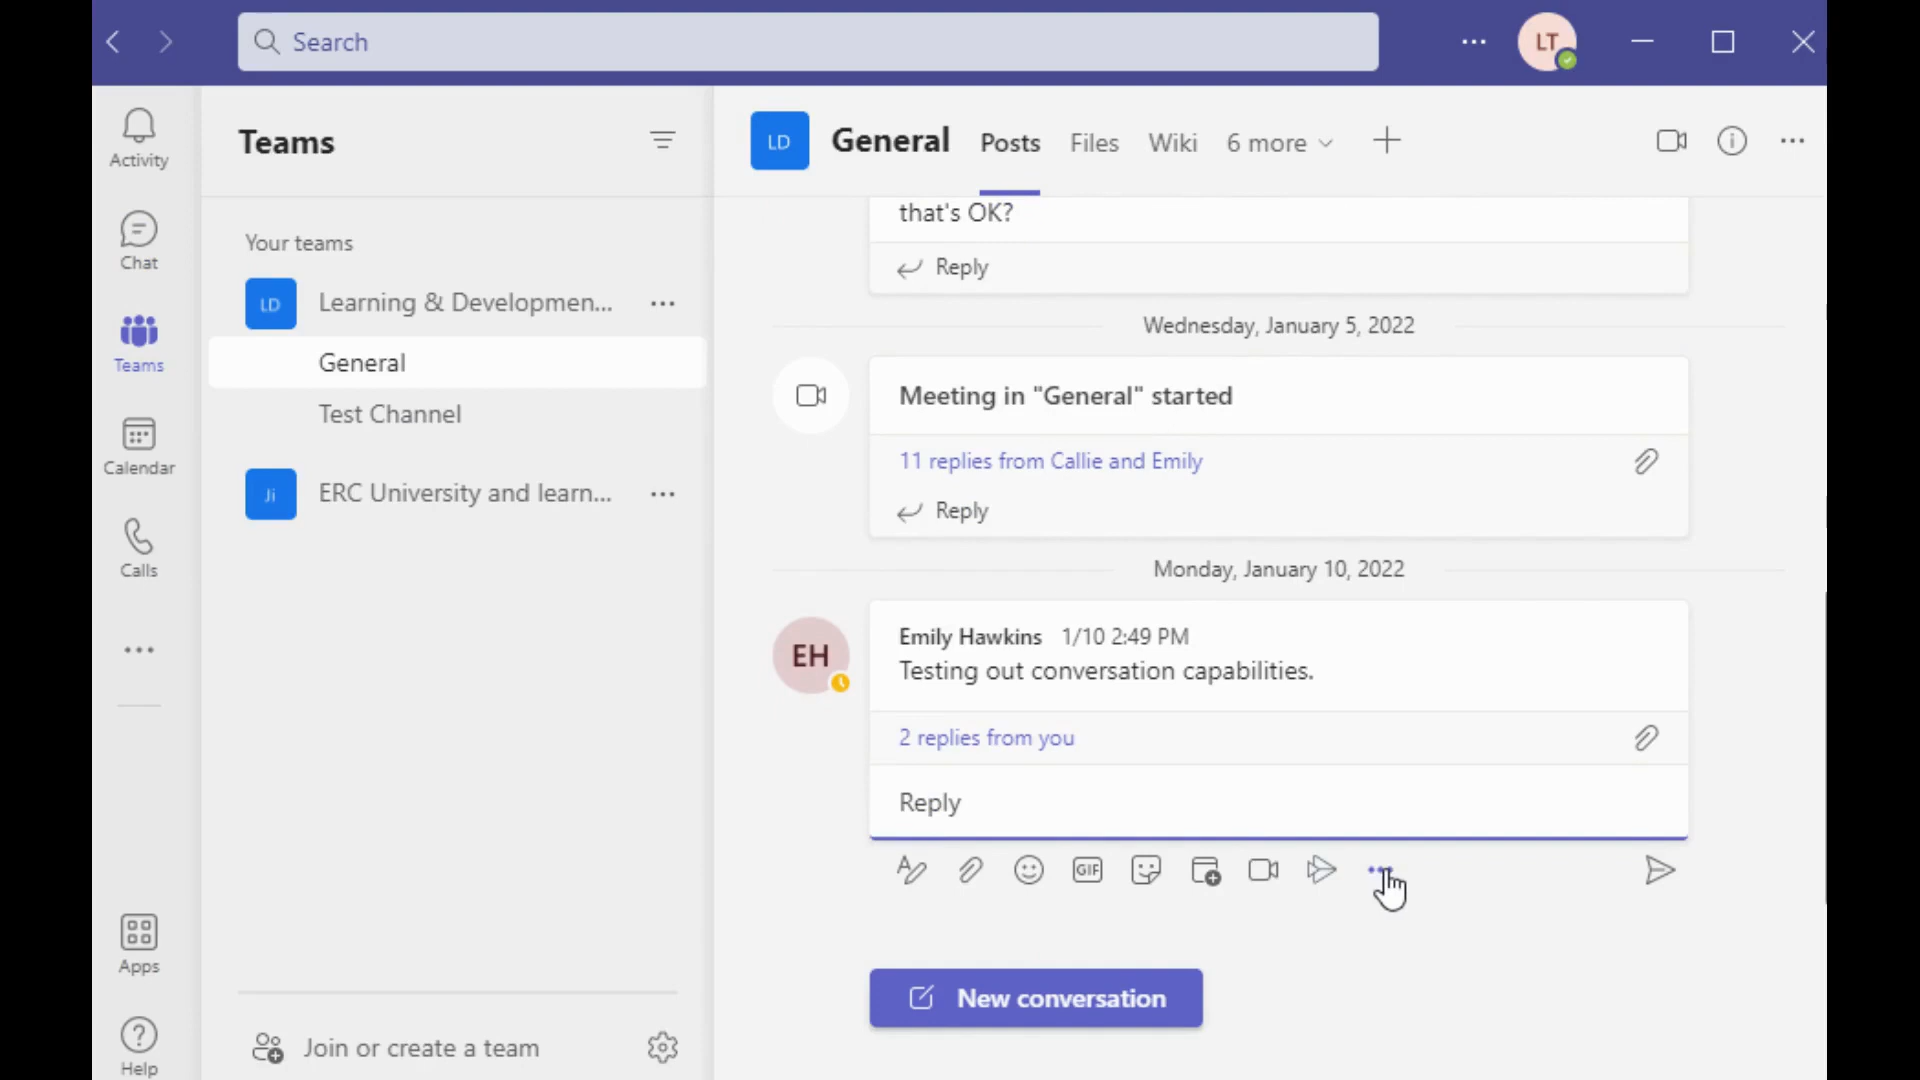 Search
LT
Activity
Chat
Teams
Calendar
Calls
Apps
Help
Teams
Your teams
LD
Learning & Developmen...
General
Test Channel
Ji
ERC University and learn...
Join or create a team
LD
General
Posts
Files
Wiki
6 more
that's OK?
Reply
Wednesday, January 5, 2022
Meeting in "General" started
11 replies from Callie and Emily
Reply
Monday, January 10, 2022
EH
Emily Hawkins 1/10 2:49 PM
Testing out conversation capabilities.
2 replies from you
Reply
GIF
New conversation